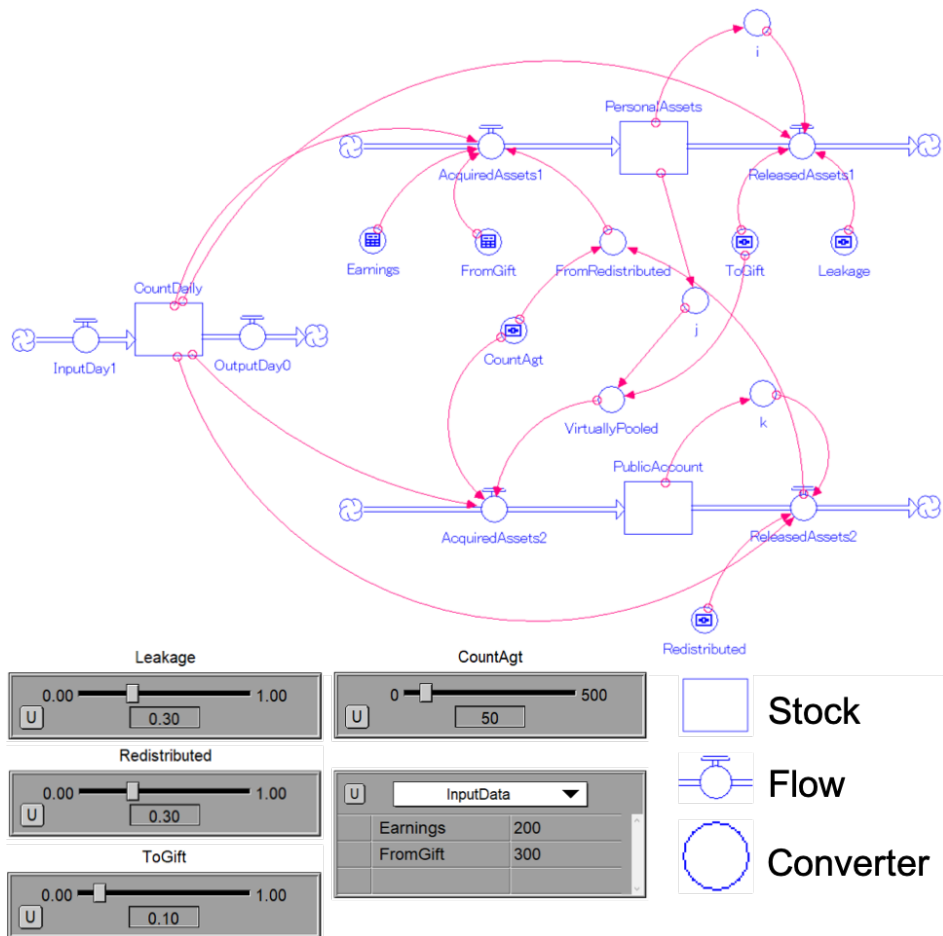 i
PersonalAssets
AcquiredAssets1
ReleasedAssets1
Earnings
FromGift
FromRedistributed
ToGift
Leakage
CountDaily
InputDay1
OutputDay0
CountAgt
j
VirtuallyPooled
k
PublicAccount
AcquiredAssets2
ReleasedAssets2
Redistributed
Leakage
0.00
1.00
U
0.30
Redistributed
0.00
1.00
U
0.30
ToGift
0.00
1.00
U
0.10
CountAgt
0
500
U
50
U
InputData
Earnings 200
FromGift 300
Stock
Flow
Converter